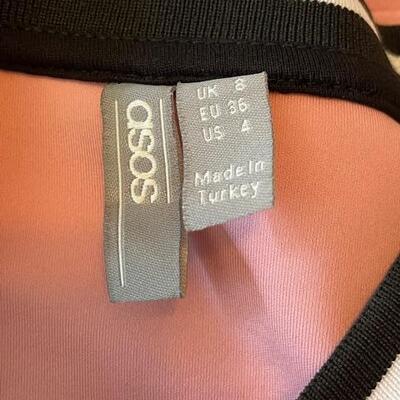 asos
UK 8
EU 36
US 4
Made In
Turkey